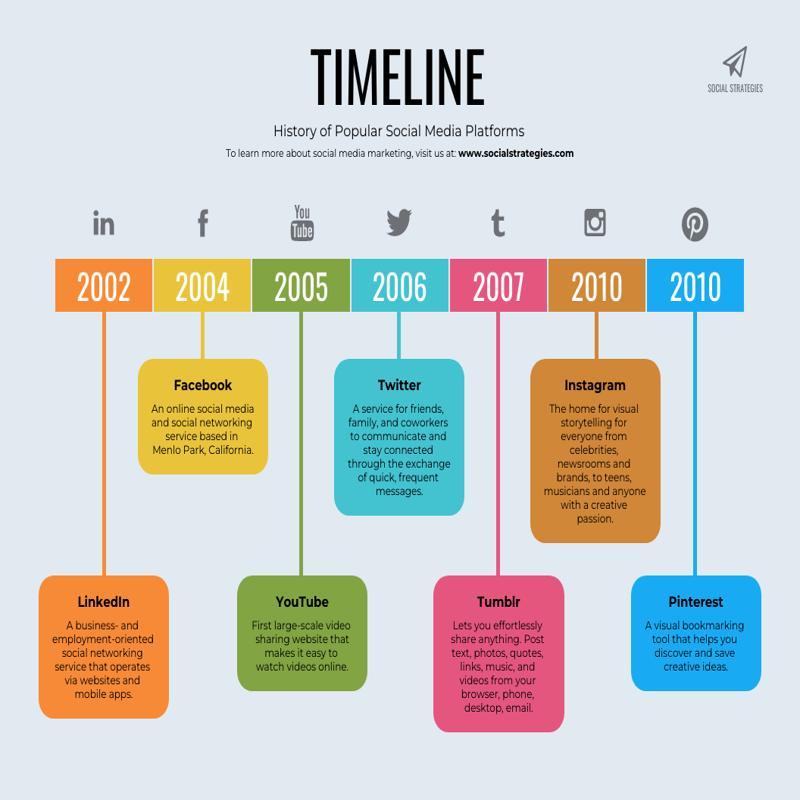 TIMELINE
SOCIAL STRATEGIES
History of Popular Social Media Platforms
To learn more about social media marketing, visit us at: www.socialstrategies.com
in
f
You
Tube
t
2002
2004
2005
2006
2007
2010
2010
Facebook
An online social media
and social networking
service based in
Menlo Park, California.
Twitter
A service for friends,
family, and coworkers
to communicate and
stay connected
through the exchange
of quick, frequent
messages.
Instagram
The home for visual
storytelling for
everyone from
celebrities,
newsrooms and
brands, to teens,
musicians and anyone
with a creative
passion.
LinkedIn
A business- and
employment-oriented
social networking
service that operates
via websites and
mobile apps.
YouTube
First large-scale video
sharing website that
makes it easy to
watch videos online.
Tumblr
Lets you effortlessly
share anything. Post
text, photos, quotes,
links, music, and
videos from your
browser, phone,
desktop, email.
Pinterest
A visual bookmarking
tool that helps you
discover and save
creative ideas.